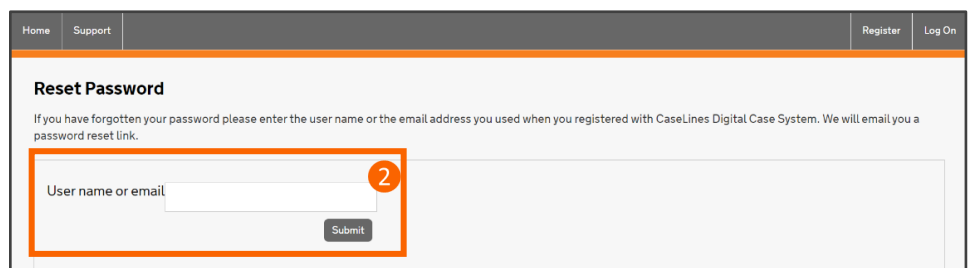 Home Support Register Log On
Reset Password
If you have forgotten your password please enter the user name or the email address you used when you registered with CaseLines Digital Case System. We will email you a
password reset link.
2
User name or email
Submit